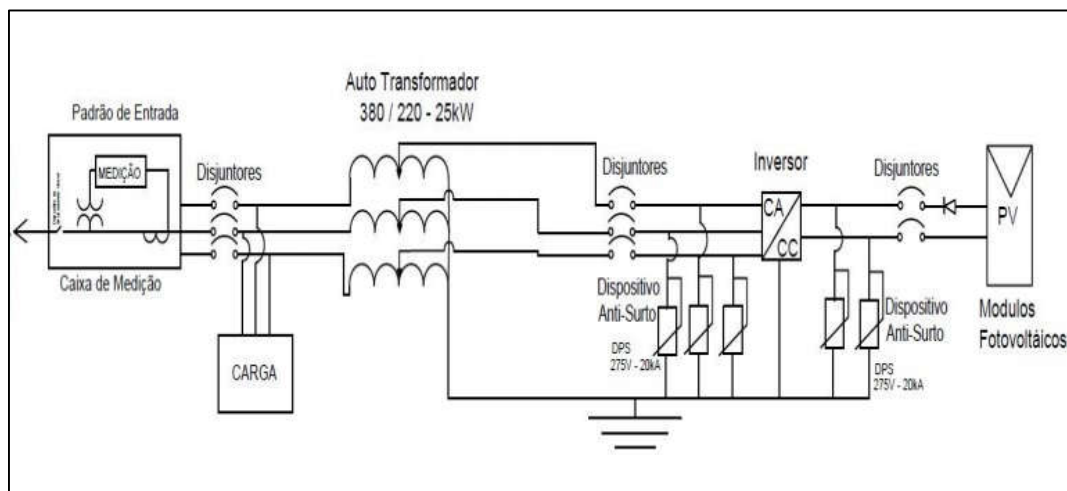 Auto Transformador
380 / 220 - 25kW
Padrão de Entrada
MEDIÇÃO
Disjuntores
Caixa de Medição
CARGA
Disjuntores
Inversor
CA
CC
Disjuntores
PV
Dispositivo
Anti-Surto
DPS
275V - 20kA
Dispositivo
Anti-Surto
DPS
275V - 20kA
Modulos
Fotovoltáicos